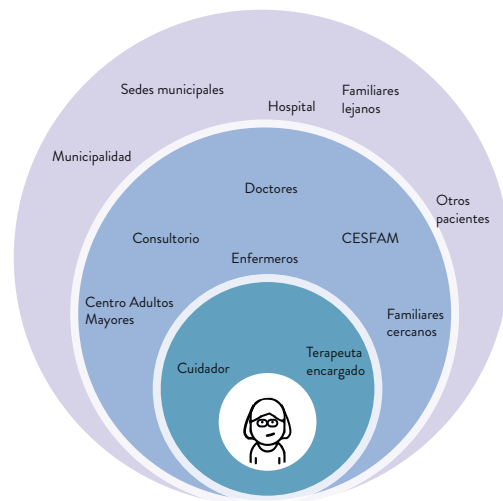 Sedes municipales
Familiares
lejanos
Hospital
Municipalidad
Doctores
Otros
pacientes
Consultorio
CESFAM
Enfermeros
Centro Adultos
Mayores
Familiares
cercanos
Cuidador
Terapeuta
encargado